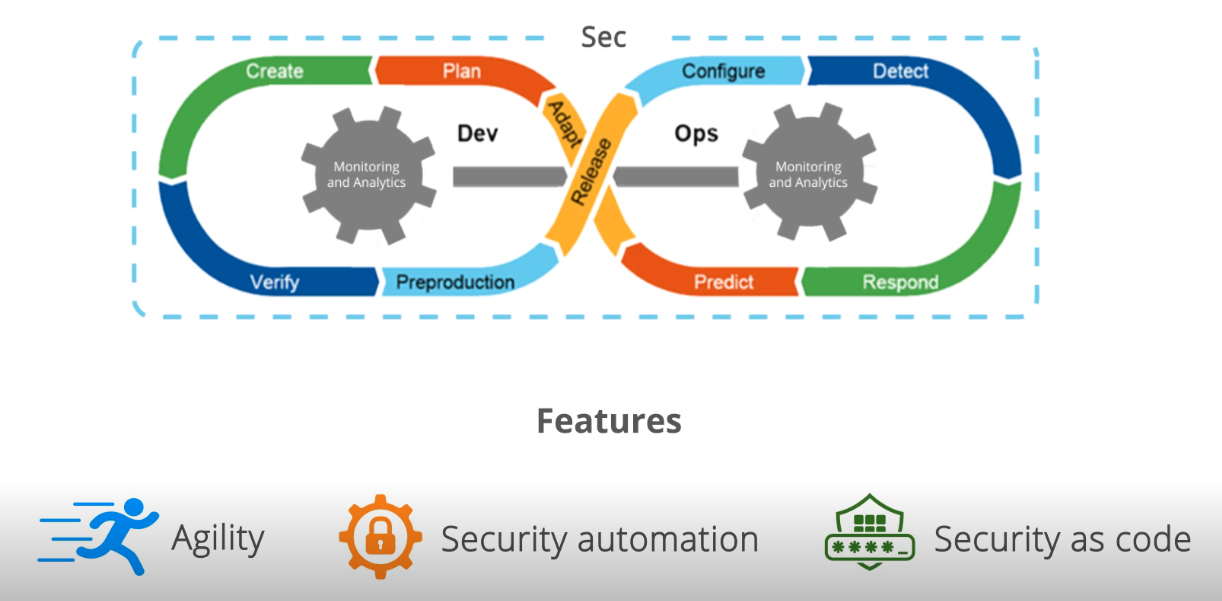 Sec
Create
Plan
Configure
Detect
Adapt
Dev
Ops
Release
Monitoring
and Analytics
Monitoring
and Analytics
Verify
Preproduction
Predict
Respond
Features
Agility
Security automation
****_
Security as code